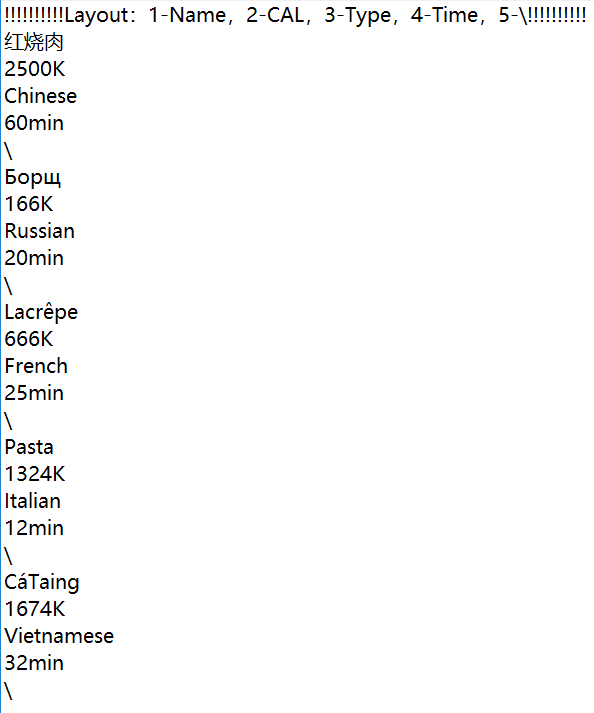 !!!!!!!!!!Layout：1-Name，2-CAL，3-Type，4-Time，5-\!!!!!!!!!!
红烧肉
2500K
Chinese
60min
\
Борщ
166K
Russian
20min
\
Lacrêpe
666K
French
25min
\
Pasta
1324K
Italian
12min
\
CáTaing
1674K
Vietnamese
32min
\